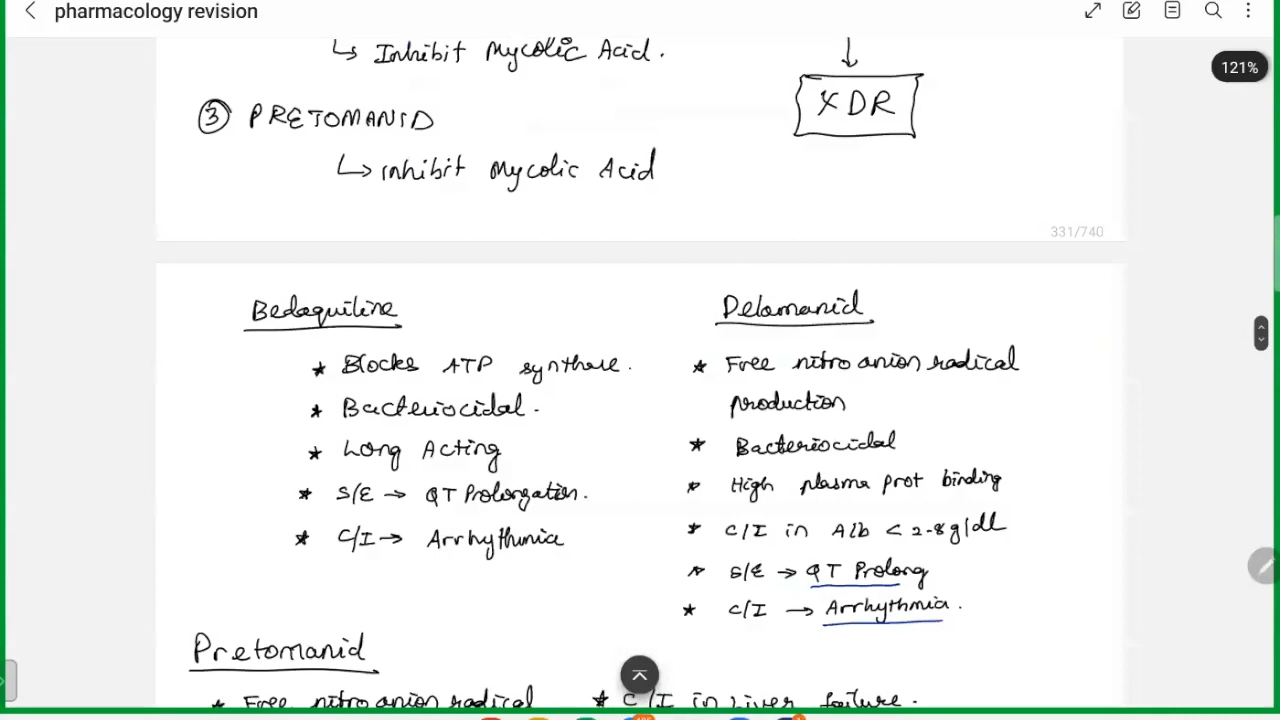 pharmacology revision
121%
↳ Inhibit Mycolic Acid.
↓
XDR
③ PRETOMANID
↳ inhibit Mycolic Acid
331/740
Bedaquiline
★ Blocks ATP synthase.
★ Bacteriocidal.
★ Long Acting
★ S/E → QT Prolongation.
★ C/I → Arrhythmia
Delamanid
★ Free nitro anion radical
production
★ Bacteriocidal
★ High plasma prot binding
★ C/I in Alb < 2.8 g/dl
★ S/E → QT Prolong
★ C/I → Arrhythmia.
Pretomanid
★ Free nitro anion radical
★ C/I in Liver failure.